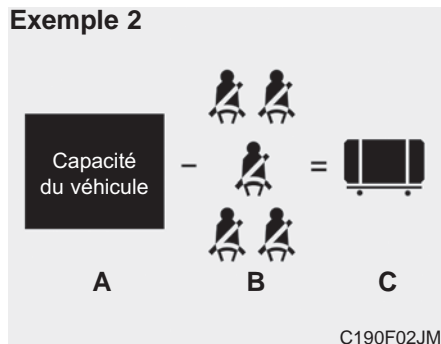 Exemple 2
Capacité
du véhicule
–
=
A
B
C
C190F02JM